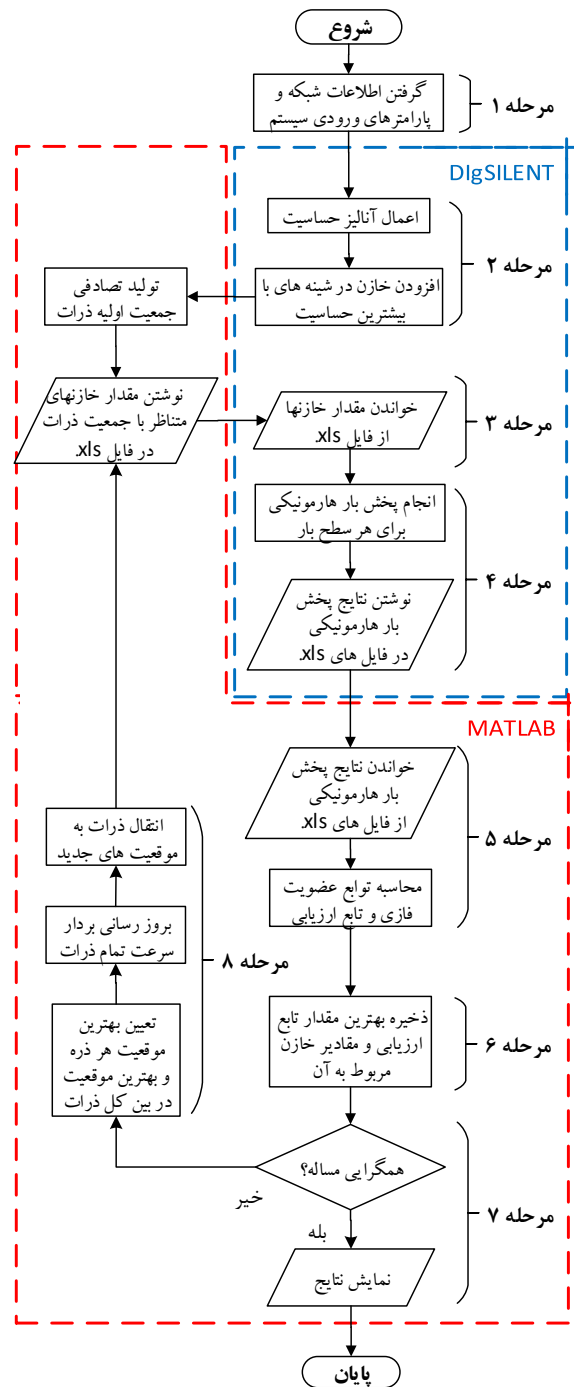 شروع
گرفتن اطلاعات شبکه و
پارامترهای ورودی سیستم
مرحله ۱
DIgSILENT
اعمال آنالیز حساسیت
افزودن خازن در شینه های با
بیشترین حساسیت
مرحله ۲
تولید تصادفی
جمعیت اولیه ذرات
نوشتن مقدار خازنهای
متناظر با جمعیت ذرات
در فایل xls.
خواندن مقدار خازنها
از فایل xls.
مرحله ۳
انجام پخش بار هارمونیکی
برای هر سطح بار
نوشتن نتایج پخش
بار هارمونیکی
در فایل های xls.
مرحله ۴
MATLAB
خواندن نتایج پخش
بار هارمونیکی
از فایل های xls.
محاسبه توابع عضویت
فازی و تابع ارزیابی
مرحله ۵
ذخیره بهترین مقدار تابع
ارزیابی و مقادیر خازن
مربوط به آن
مرحله ۶
همگرایی مساله؟
خیر
بله
نمایش نتایج
مرحله ۷
انتقال ذرات به
موقعیت های جدید
بروز رسانی بردار
سرعت تمام ذرات
تعیین بهترین
موقعیت هر ذره
و بهترین موقعیت
در بین کل ذرات
مرحله ۸
پایان